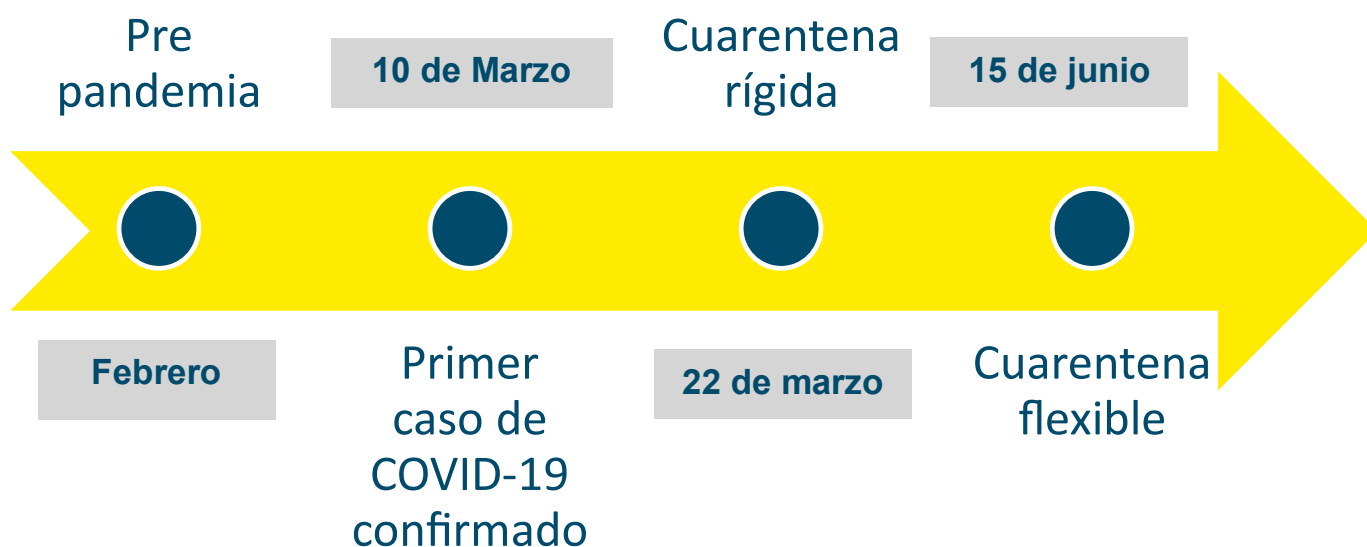 Pre
pandemia
10 de Marzo
Cuarentena
rígida
15 de junio
Febrero
Primer
caso de
COVID-19
confirmado
22 de marzo
Cuarentena
flexible